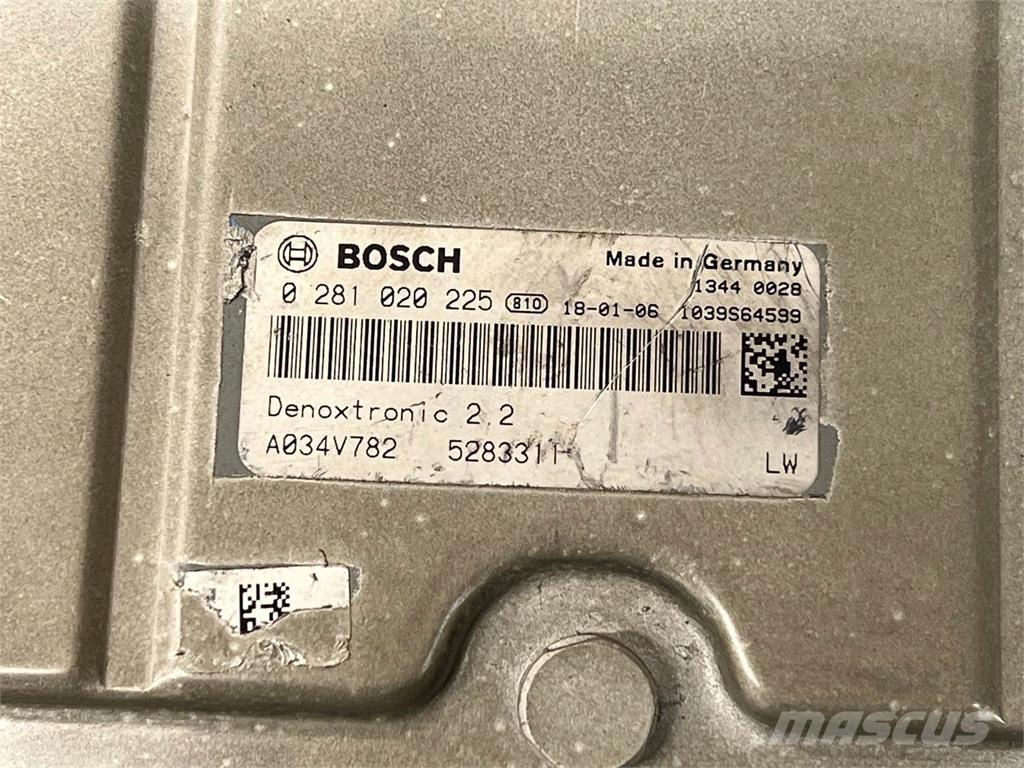 BOSCH Made in Germany
1344 0028
0 281 020 225 810 18-01-06 1039S64599
Denoxtronic 2.2
A034V782 5283311
LW
MASCUS